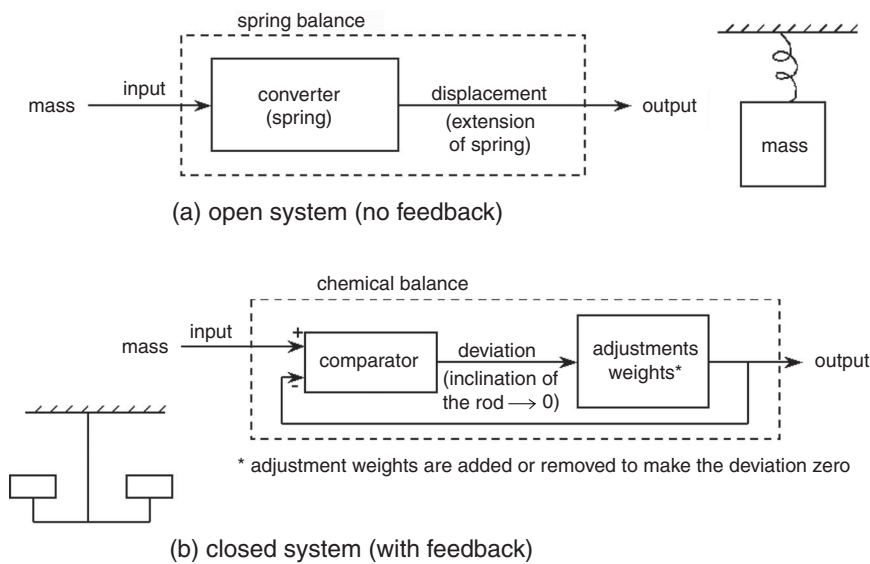 spring balance
mass
input
converter
(spring)
displacement
(extension
of spring)
output
mass
(a) open system (no feedback)
chemical balance
mass
input
+
-
comparator
deviation
(inclination of
the rod → 0)
adjustments
weights*
output
* adjustment weights are added or removed to make the deviation zero
(b) closed system (with feedback)